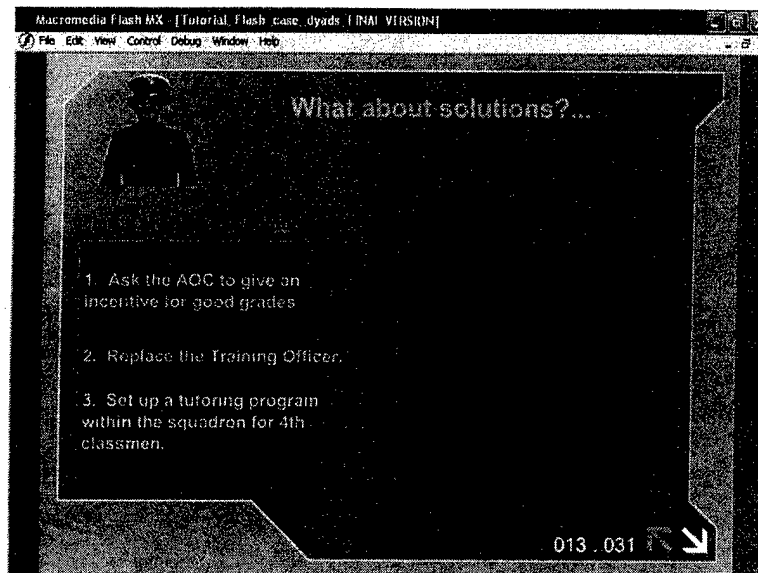 Macromedia Flash MX - [Tutorial_Flash_case_dyads_FINAL VERSION]
File Edit View Control Debug Window Help
What about solutions?...
1. Ask the AOC to give an
incentive for good grades
2. Replace the Training Officer.
3. Set up a tutoring program
within the squadron for 4th
classmen.
013 . 031